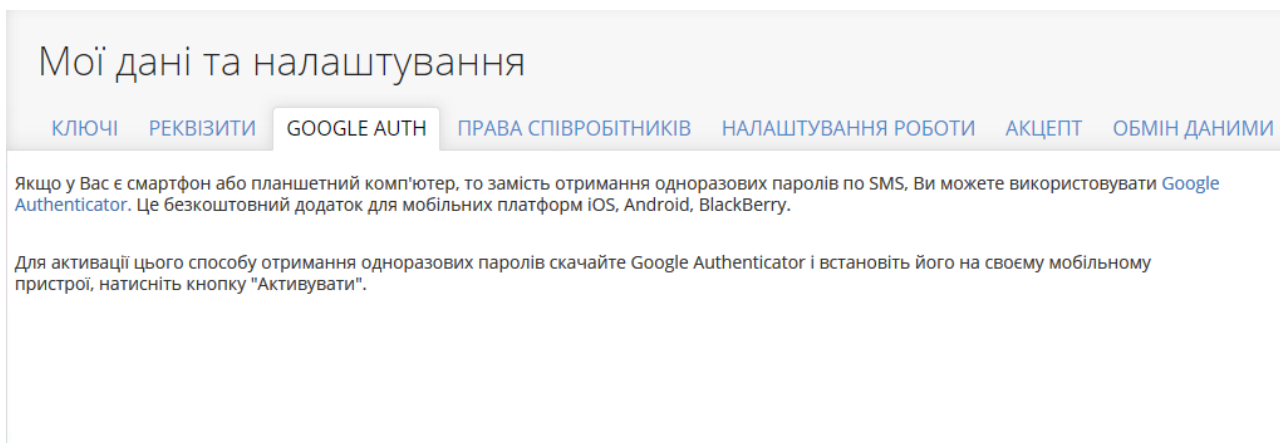 Мої дані та налаштування
КЛЮЧІ РЕКВІЗИТИ GOOGLE AUTH ПРАВА СПІВРОБІТНИКІВ НАЛАШТУВАННЯ РОБОТИ АКЦЕПТ ОБМІН ДАНИМИ
Якщо у Вас є смартфон або планшетний комп'ютер, то замість отримання одноразових паролів по SMS, Ви можете використовувати Google
Authenticator. Це безкоштовний додаток для мобільних платформ iOS, Android, BlackBerry.
Для активації цього способу отримання одноразових паролів скачайте Google Authenticator і встановіть його на своєму мобільному
пристрої, натисніть кнопку "Активувати".